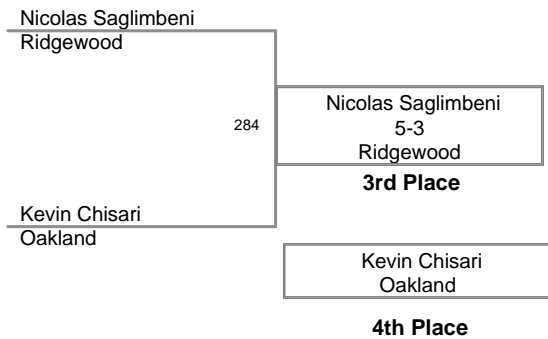 Nicolas Saglimbeni
Ridgewood
284
Nicolas Saglimbeni
5-3
Ridgewood
3rd Place
Kevin Chisari
Oakland
Kevin Chisari
Oakland
4th Place